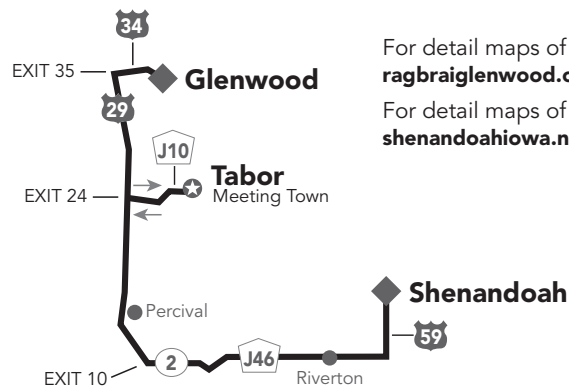 34
EXIT 35
Glenwood
29
J10
Tabor
Meeting Town
EXIT 24
Percival
Shenandoah
59
2
J46
EXIT 10
Riverton
For detail maps of
ragbraiglenwood.
For detail maps of
shenandoahiowa.n